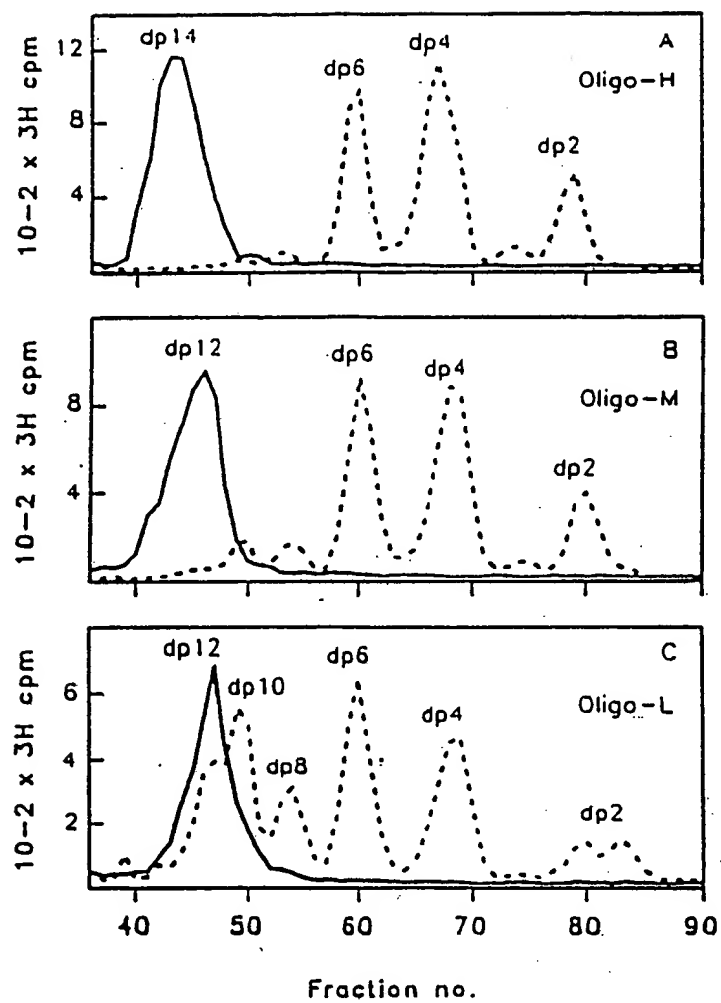 dp14
A
12
dp4
dp6
Oligo-H
8
dp2
4
10-2 x 3H cpm
B
dp12
dp6
dp4
Oligo-M
8
dp2
4
10-2 x 3H cpm
C
dp12
dp6
dp10
6
Oligo-L
dp4
4
dp8
dp2
2
10-2 x 3H cpm
40 50 60 70 80 90
Fraction no.